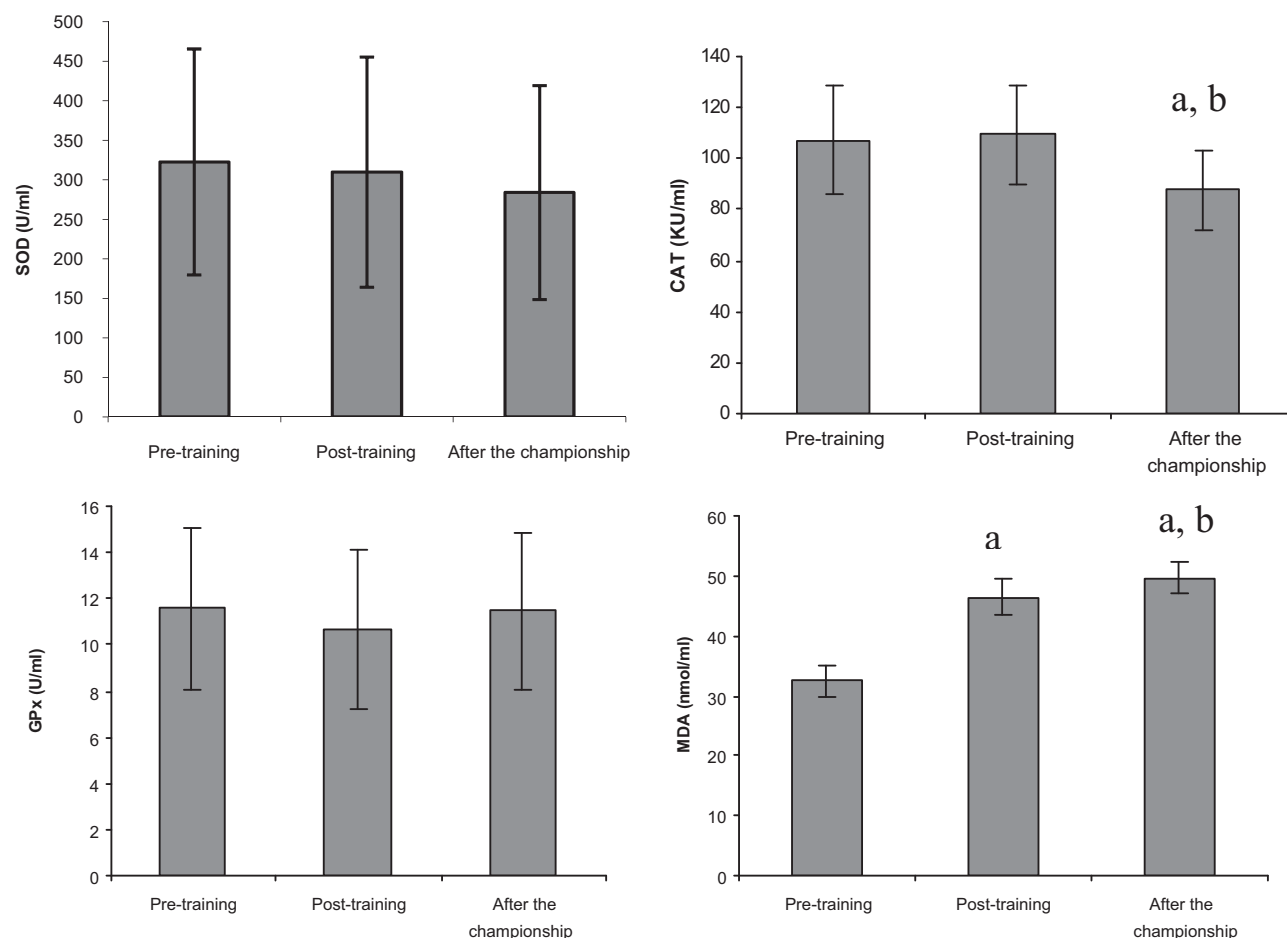 500
450
400
350
300
250
200
150
100
50
0
SOD (U/ml)
Pre-training
Post-training
After the championship
140
120
100
80
60
40
20
0
CAT (KU/ml)
a, b
Pre-training
Post-training
After the
championship
16
14
12
10
8
6
4
2
0
GPx (U/ml)
Pre-training
Post-training
After the
championship
60
50
40
30
20
10
0
MDA (nmol/ml)
a
a, b
Pre-training
Post-training
After the
championship